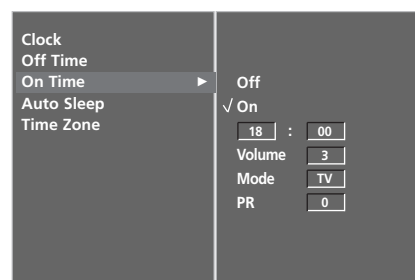 Clock
Off Time
On Time ►
Auto Sleep
Time Zone
Off
√ On
18 : 00
Volume 3
Mode TV
PR 0